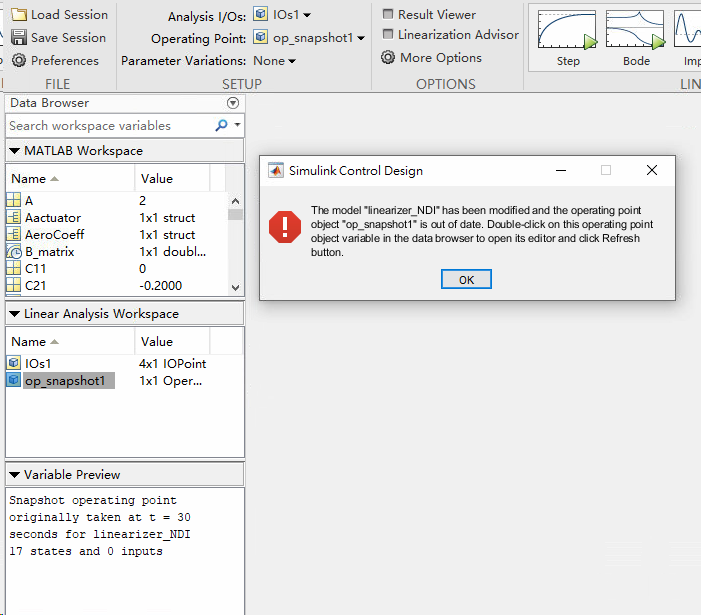 Load Session
Save Session
Preferences
FILE
Analysis I/Os: IOs1
Operating Point: op_snapshot1
Parameter Variations: None
SETUP
Result Viewer
Linearization Advisor
More Options
OPTIONS
Step
Bode
Imp
LIN
Data Browser
Search workspace variables
MATLAB Workspace
Name Value
A 2
Aactuator 1x1 struct
AeroCoeff 1x1 struct
B_matrix 1x1 doubl...
C11 0
C21 -0.2000
Linear Analysis Workspace
Name Value
IOs1 4x1 IOPoint
op_snapshot1 1x1 Oper...
Variable Preview
Snapshot operating point
originally taken at t = 30
seconds for linearizer_NDI
17 states and 0 inputs
Simulink Control Design
The model "linearizer_NDI" has been modified and the operating point
object "op_snapshot1" is out of date. Double-click on this operating point
object variable in the data browser to open its editor and click Refresh
button.
OK